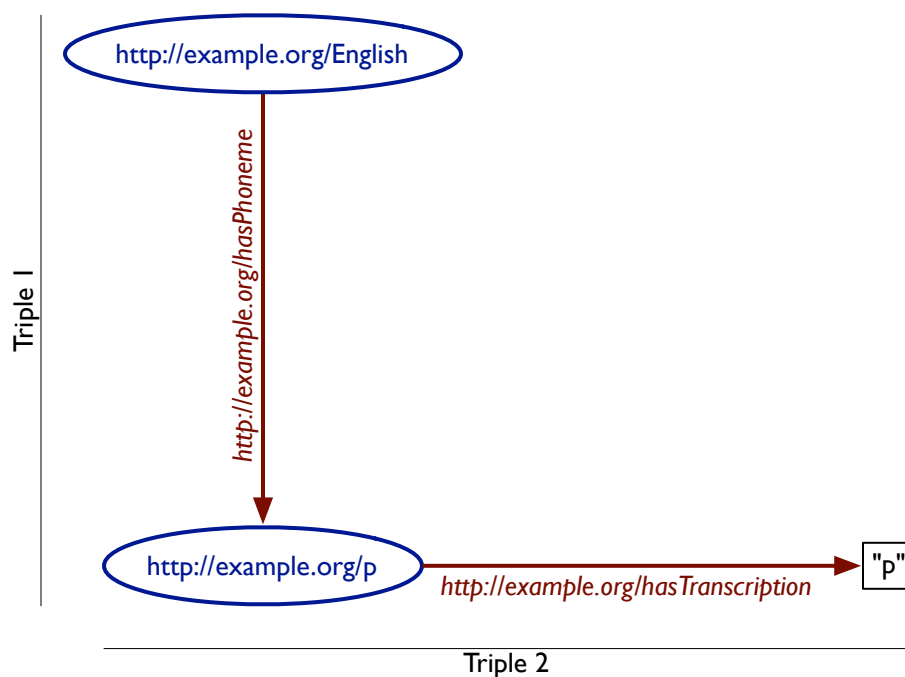 http://example.org/English
http://example.org/hasPhoneme
Triple 1
http://example.org/p
http://example.org/hasTranscription
"p"
Triple 2